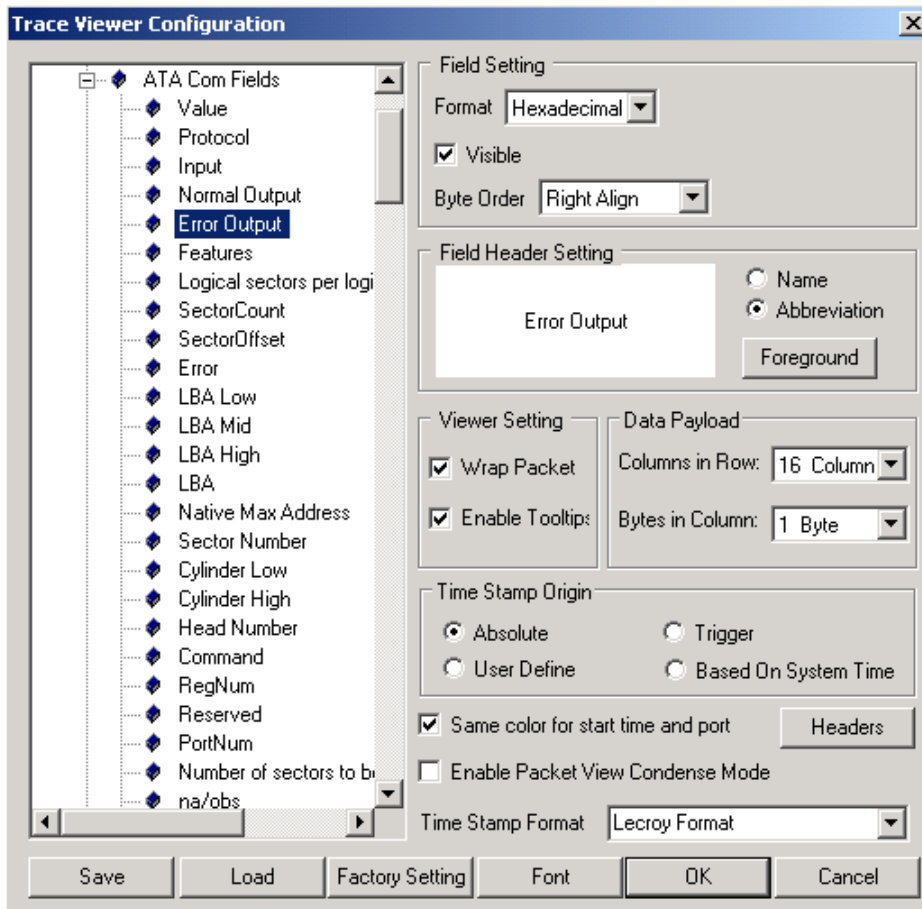 Trace Viewer Configuration
ATA Com Fields
Value
Protocol
Input
Normal Output
Error Output
Features
Logical sectors per logi
SectorCount
SectorOffset
Error
LBA Low
LBA Mid
LBA High
LBA
Native Max Address
Sector Number
Cylinder Low
Cylinder High
Head Number
Command
RegNum
Reserved
PortNum
Number of sectors to b
na/obs
Field Setting
Format Hexadecimal
Visible
Byte Order Right Align
Field Header Setting
Error Output
Name
Abbreviation
Foreground
Viewer Setting
Wrap Packet
Enable Tooltips
Data Payload
Columns in Row: 16 Column
Bytes in Column: 1 Byte
Time Stamp Origin
Absolute
Trigger
User Define
Based On System Time
Same color for start time and port
Headers
Enable Packet View Condense Mode
Time Stamp Format Lecroy Format
Save
Load
Factory Setting
Font
OK
Cancel